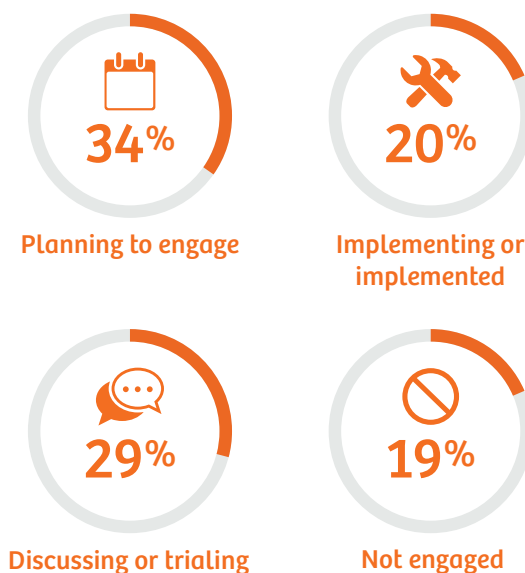 34%
Planning to engage
20%
Implementing or
implemented
29%
Discussing or trialing
19%
Not engaged